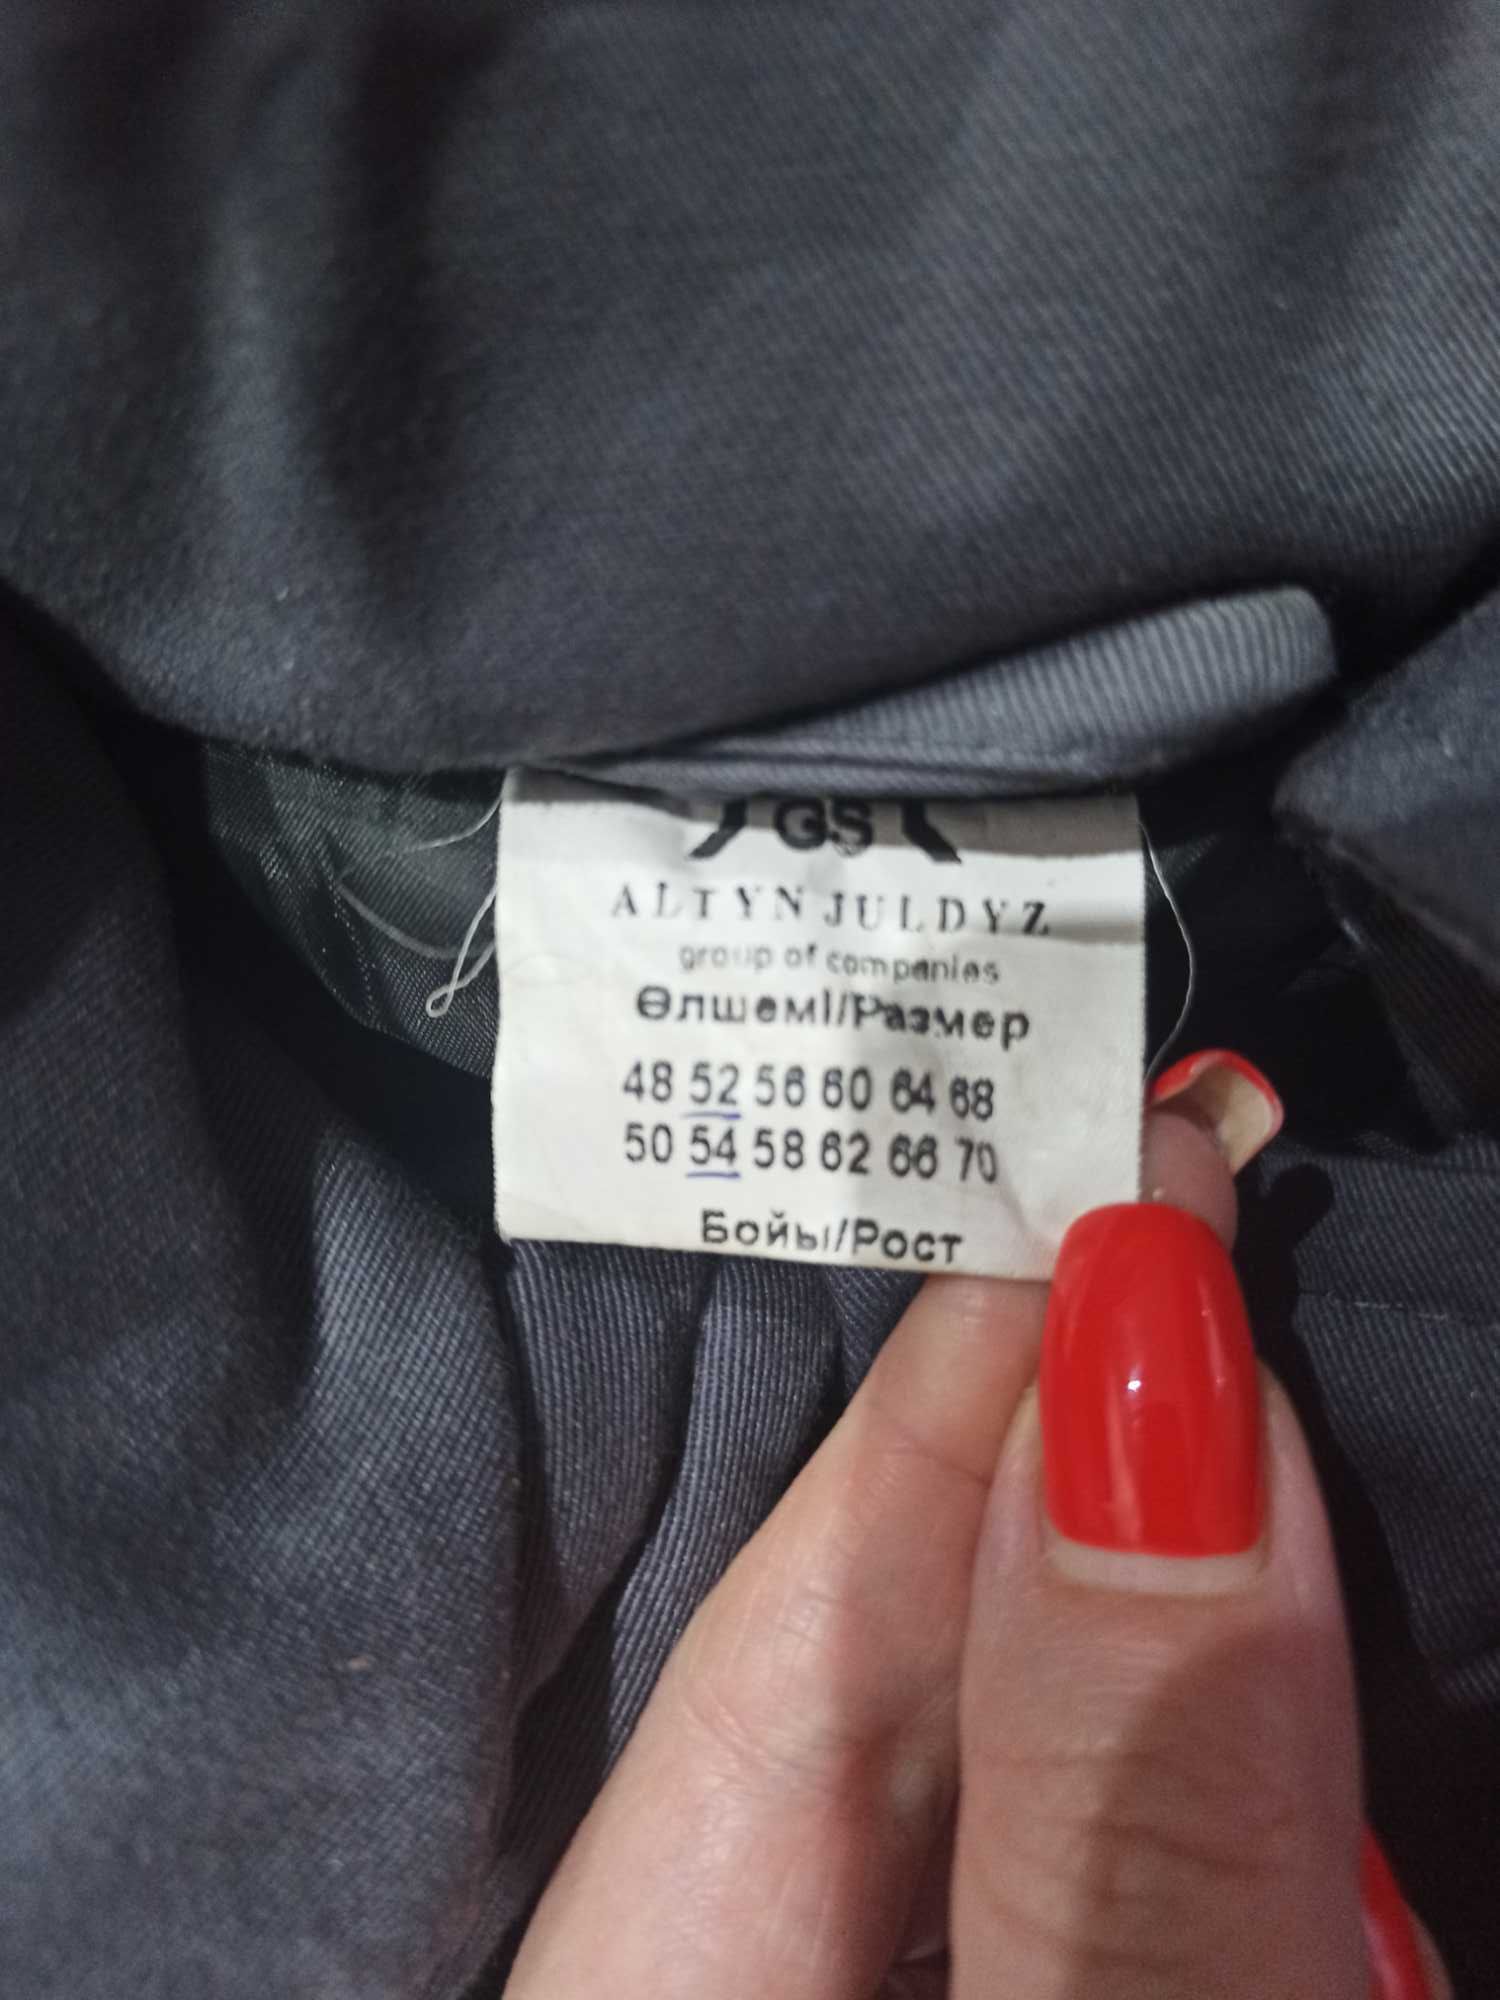 GS
ALTYN JULDYZ
group of companies
Өлшемі/Размер
48 52 56 60 64 68
50 54 58 62 66 70
Бойы/Рост